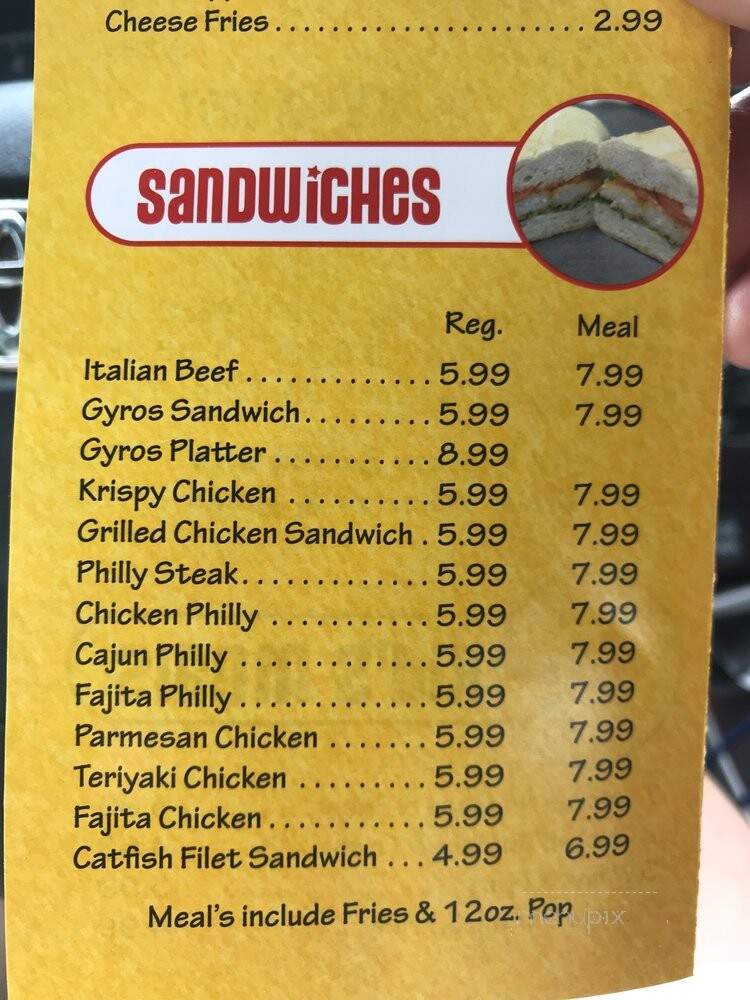 Cheese Fries ...................... 2.99
SANDWICHES
Reg. Meal
Italian Beef ............. 5.99 7.99
Gyros Sandwich ......... 5.99 7.99
Gyros Platter ........... 8.99
Krispy Chicken .......... 5.99 7.99
Grilled Chicken Sandwich . 5.99 7.99
Philly Steak ............. 5.99 7.99
Chicken Philly ........... 5.99 7.99
Cajun Philly ............. 5.99 7.99
Fajita Philly ............. 5.99 7.99
Parmesan Chicken ....... 5.99 7.99
Teriyaki Chicken ......... 5.99 7.99
Fajita Chicken ........... 5.99 7.99
Catfish Filet Sandwich ... 4.99 6.99
Meal's include Fries & 12oz. Pop
menupix